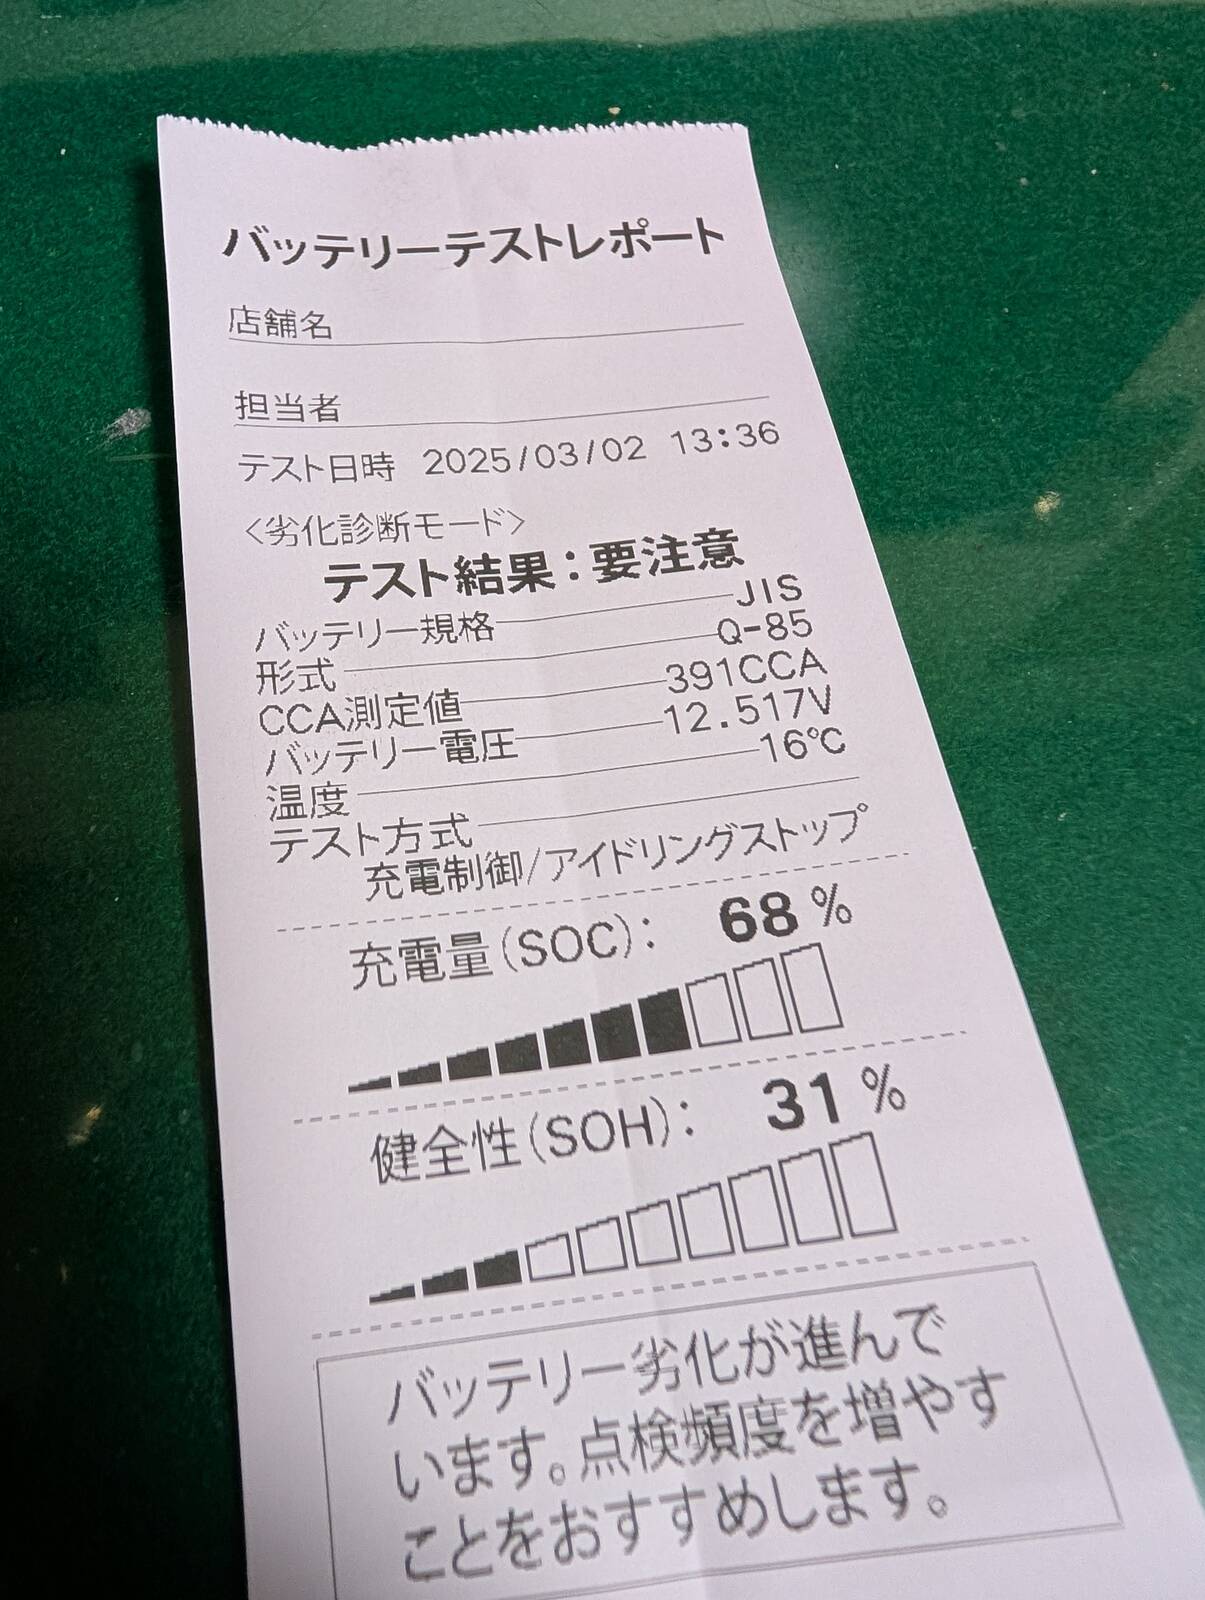 バッテリーテストレポート
店舗名
担当者
テスト日時 2025/03/02 13:36
<劣化診断モード>
テスト結果:要注意
バッテリー規格 JIS
形式 Q-85
CCA測定値 391CCA
バッテリー電圧 12.517V
温度 16℃
テスト方式
充電制御/アイドリングストップ
充電量(SOC): 68 %
健全性(SOH): 31 %
バッテリー劣化が進んで
います。点検頻度を増やす
ことをおすすめします。